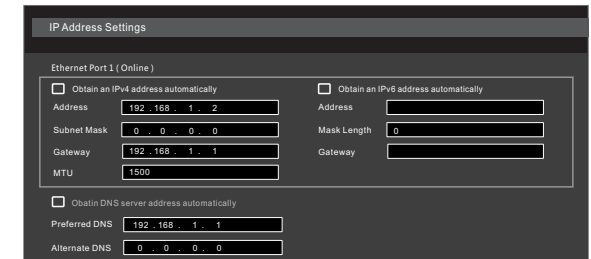 IP Address Settings
Ethernet Port 1 ( Online )
Obtain an IPv4 address automatically
Obtain an IPv6 address automatically
Address 192 . 168 . 1 . 2
Address
Subnet Mask 0 . 0 . 0 . 0
Mask Length 0
Gateway 192 . 168 . 1 . 1
Gateway
MTU 1500
Obatin DNS server address automatically
Preferred DNS 192 . 168 . 1 . 1
Alternate DNS 0 . 0 . 0 . 0